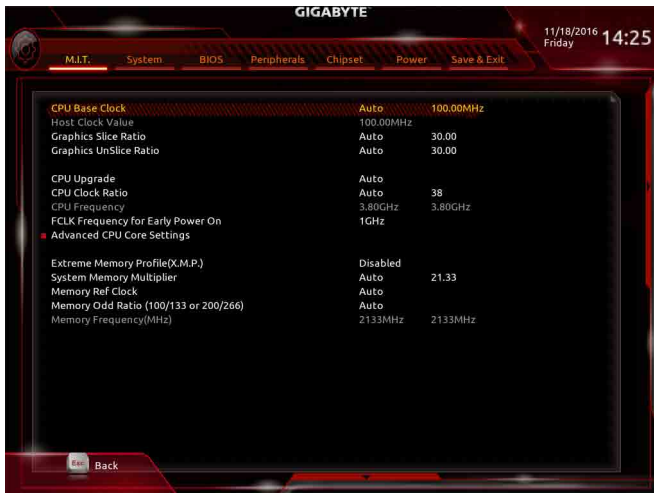 GIGABYTE
11/18/2016 14:25
Friday
M.I.T. System BIOS Peripherals Chipset Power Save & Exit
CPU Base Clock Auto 100.00MHz
Host Clock Value 100.00MHz
Graphics Slice Ratio Auto 30.00
Graphics UnSlice Ratio Auto 30.00
CPU Upgrade Auto
CPU Clock Ratio Auto 38
CPU Frequency 3.80GHz 3.80GHz
FCLK Frequency for Early Power On 1GHz
Advanced CPU Core Settings
Extreme Memory Profile(X.M.P.) Disabled
System Memory Multiplier Auto 21.33
Memory Ref Clock Auto
Memory Odd Ratio (100/133 or 200/266) Auto
Memory Frequency(MHz) 2133MHz 2133MHz
Esc Back